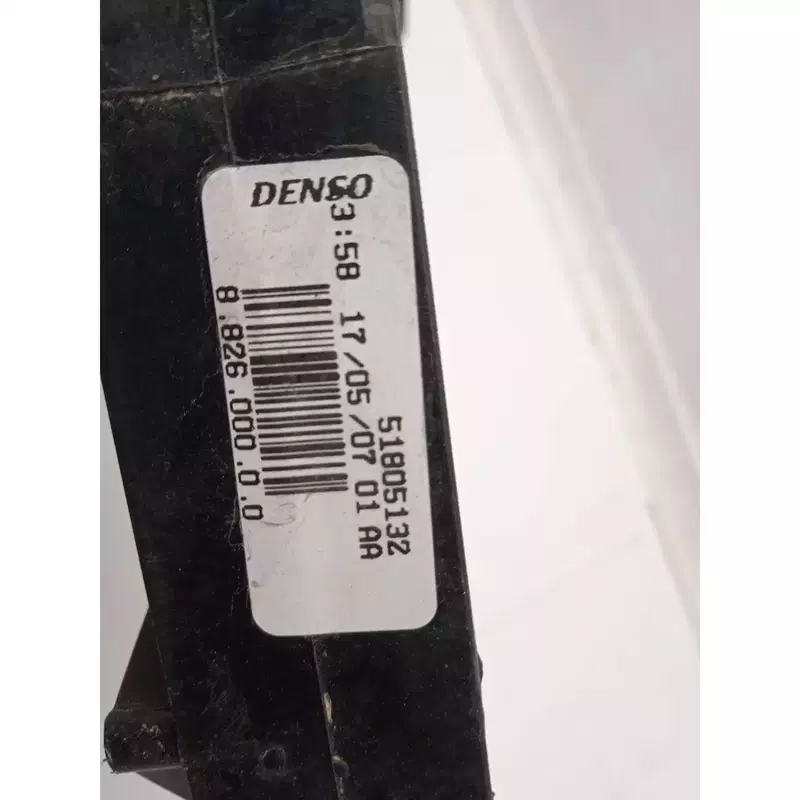 DENSO
51805132
3:58 17/05/07 01 AA
8.826.000.0.0